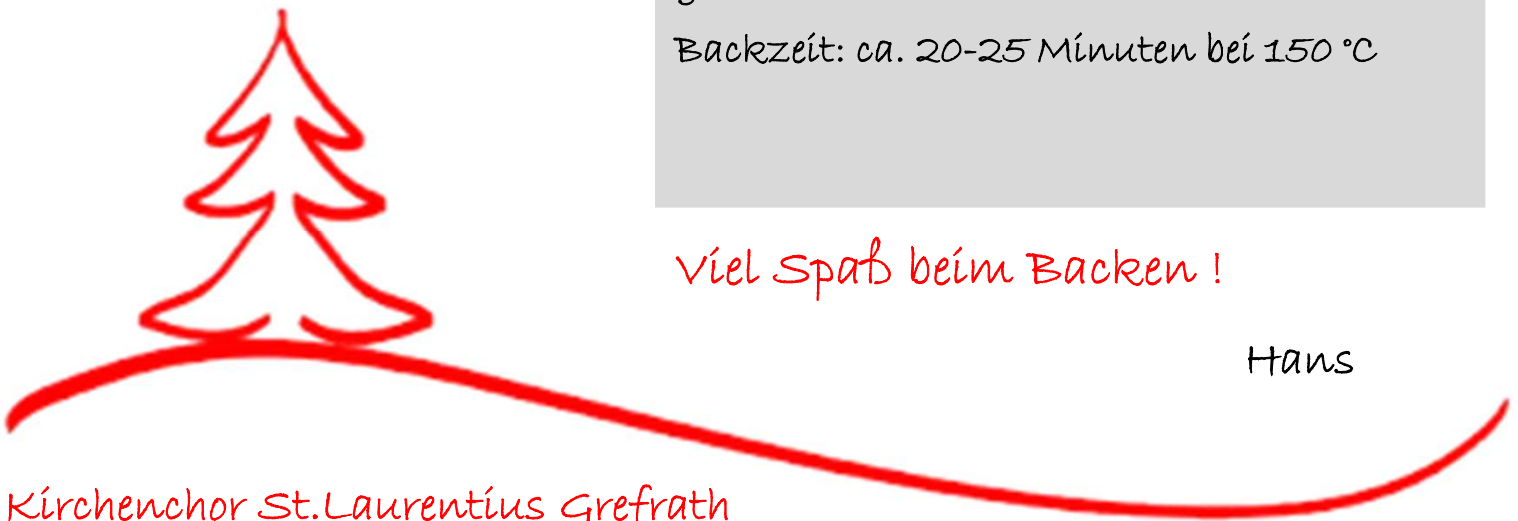 Backzeit: ca. 20-25 Minuten bei 150 °C
Viel Spaß beim Backen !
Hans
Kirchenchor St.Laurentius Grefrath